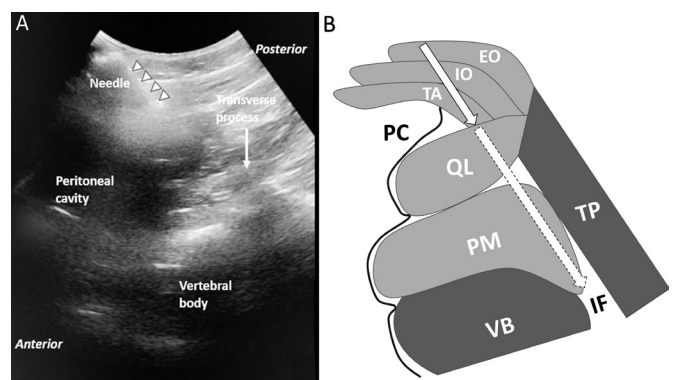 A
Posterior
Needle
Transverse
process
Peritoneal
cavity
Vertebral
body
Anterior
B
EO
IO
TA
PC
QL
TP
PM
IF
VB